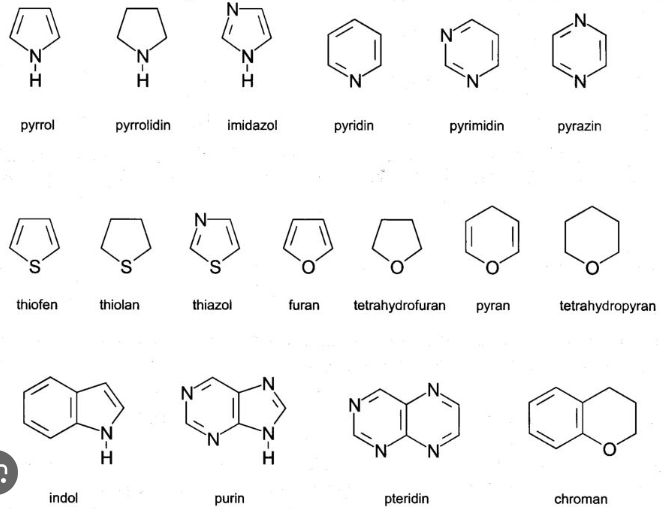 N H N H N N H N N N N N
pyrrol pyrrolidin imidazol pyridin pyrimidin pyrazin
S S N S O O O O
thiofen thiolan thiazol furan tetrahydrofuran pyran tetrahydropyran
N H N N N N H N N N N O
indol purin pteridin chroman